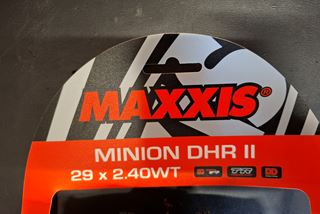 MAXXIS®
MINION DHR II
29 x 2.40WT